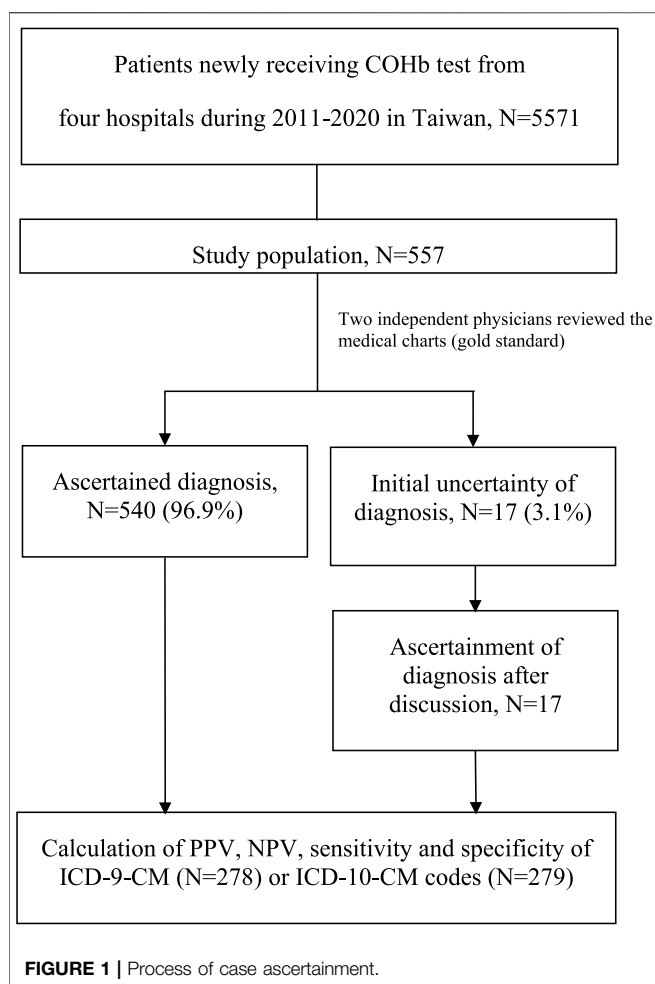 Patients newly receiving COHb test from
four hospitals during 2011-2020 in Taiwan, N=5571
Study population, N=557
Two independent physicians reviewed the
medical charts (gold standard)
Ascertained diagnosis,
N=540 (96.9%)
Initial uncertainty of
diagnosis, N=17 (3.1%)
Ascertainment of
diagnosis after
discussion, N=17
Calculation of PPV, NPV, sensitivity and specificity of
ICD-9-CM (N=278) or ICD-10-CM codes (N=279)
FIGURE 1 | Process of case ascertainment.